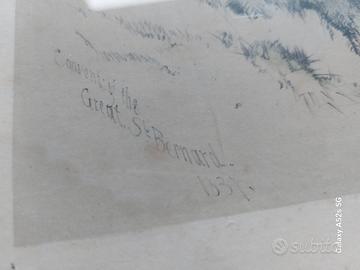 Convent of the
Great St Bernard.
1837.
subito
Galaxy A52s 5G